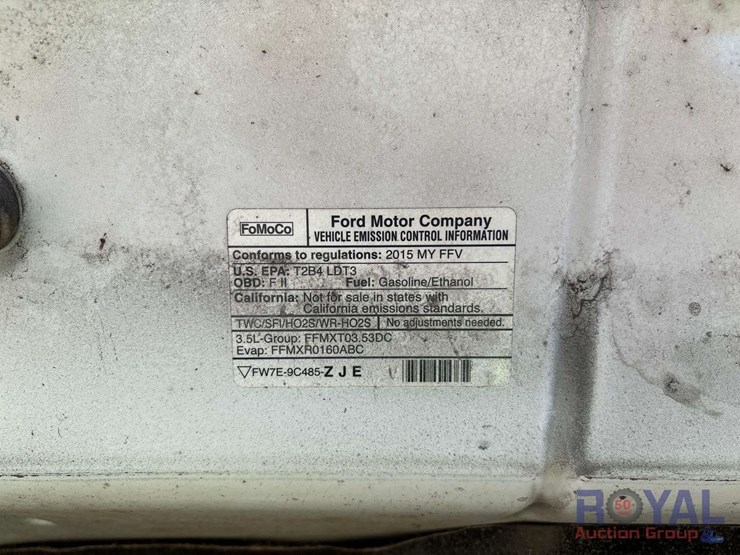 FoMoCo
Ford Motor Company
VEHICLE EMISSION CONTROL INFORMATION
Conforms to regulations: 2015 MY FFV
U.S. EPA: T2B4 LDT3
OBD: F II Fuel: Gasoline/Ethanol
California: Not for sale in states with
California emissions standards.
TWC/SFI/HO2S/WR-HO2S No adjustments needed.
3.5L-Group: FFMXT03.53DC
Evap: FFMXR0160ABC
▽FW7E-9C485-ZJE
ROYAL
50
Auction Group